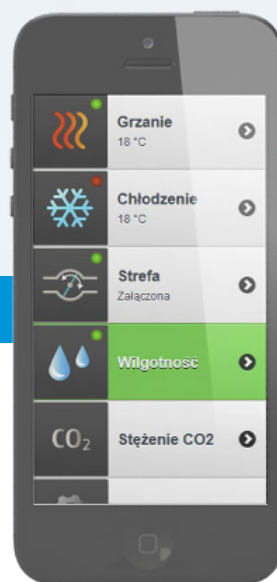 Grzanie
18 °C
Chłodzenie
18 °C
Strefa
Załączona
Wilgotność
CO₂
Stężenie CO2